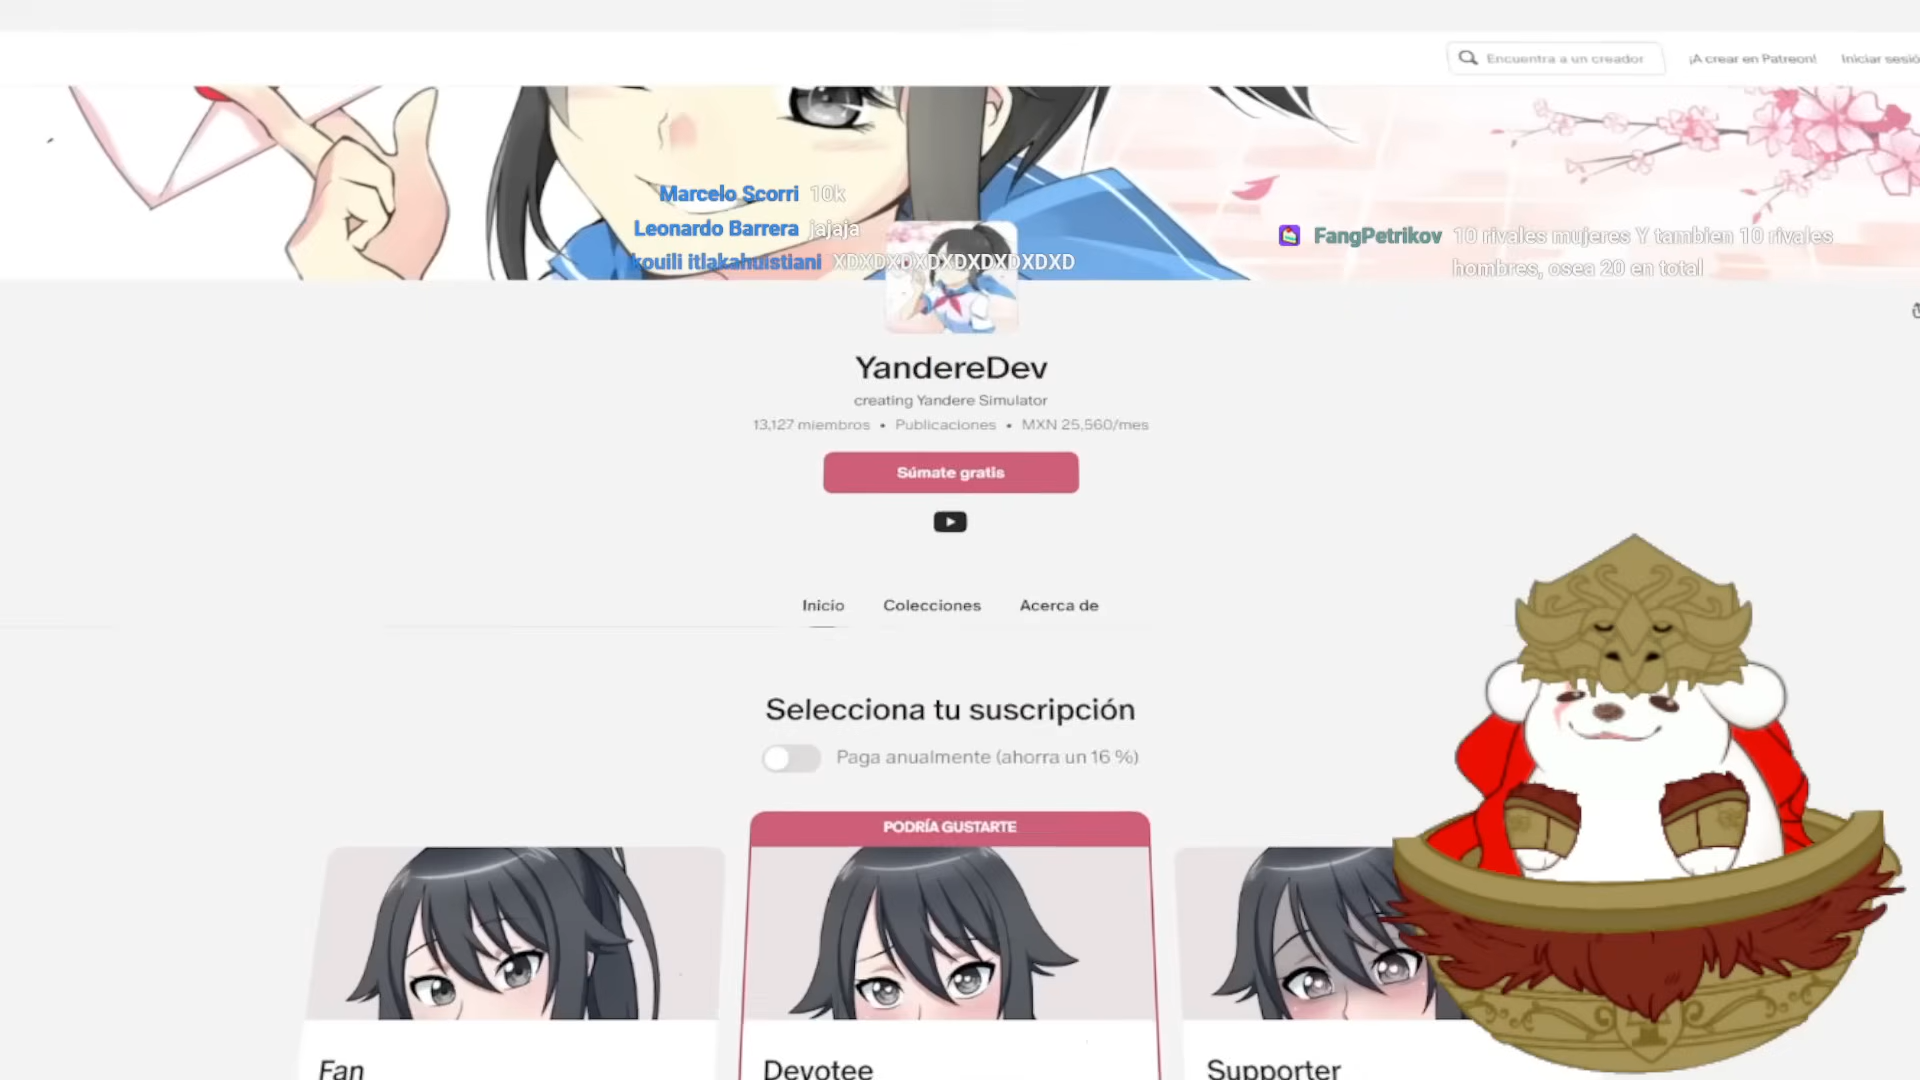 Encuentra a un creador
¡A crear en Patreon!
Iniciar sesió
Marcelo Scorri 10k
Leonardo Barrera jajaja
kouili itlakahuistiani XDXDXDXDXDXDXDXDXD
FangPetrikov 10 rivales mujeres Y tambien 10 rivales
hombres, osea 20 en total
YandereDev
creating Yandere Simulator
13,127 miembros • Publicaciones • MXN 25,560/mes
Súmate gratis
Inicio Colecciones Acerca de
Selecciona tu suscripción
Paga anualmente (ahorra un 16 %)
PODRÍA GUSTARTE
Fan
Devotee
Supporter